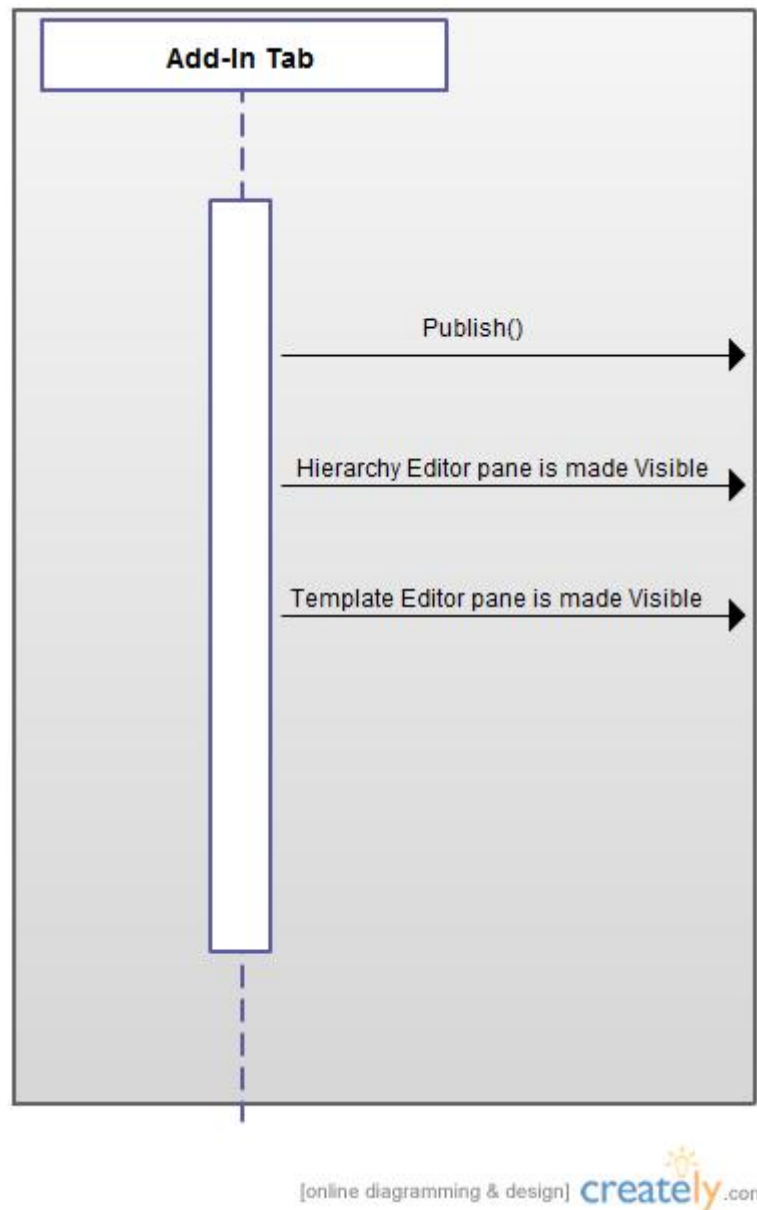 Add-In Tab
Publish()
Hierarchy Editor pane is made Visible
Template Editor pane is made Visible
[online diagramming & design] creately.com